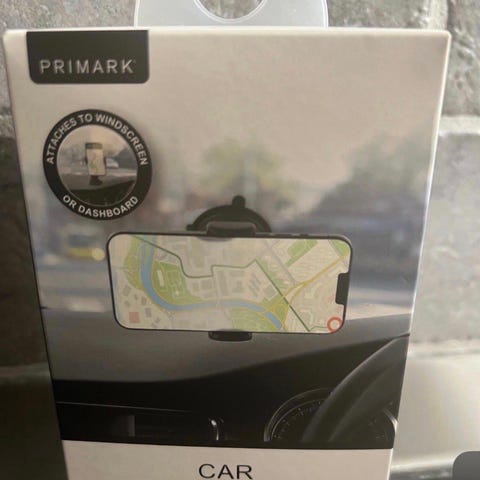 PRIMARK
ATTACHES TO WINDSCREEN
OR DASHBOARD
CAR